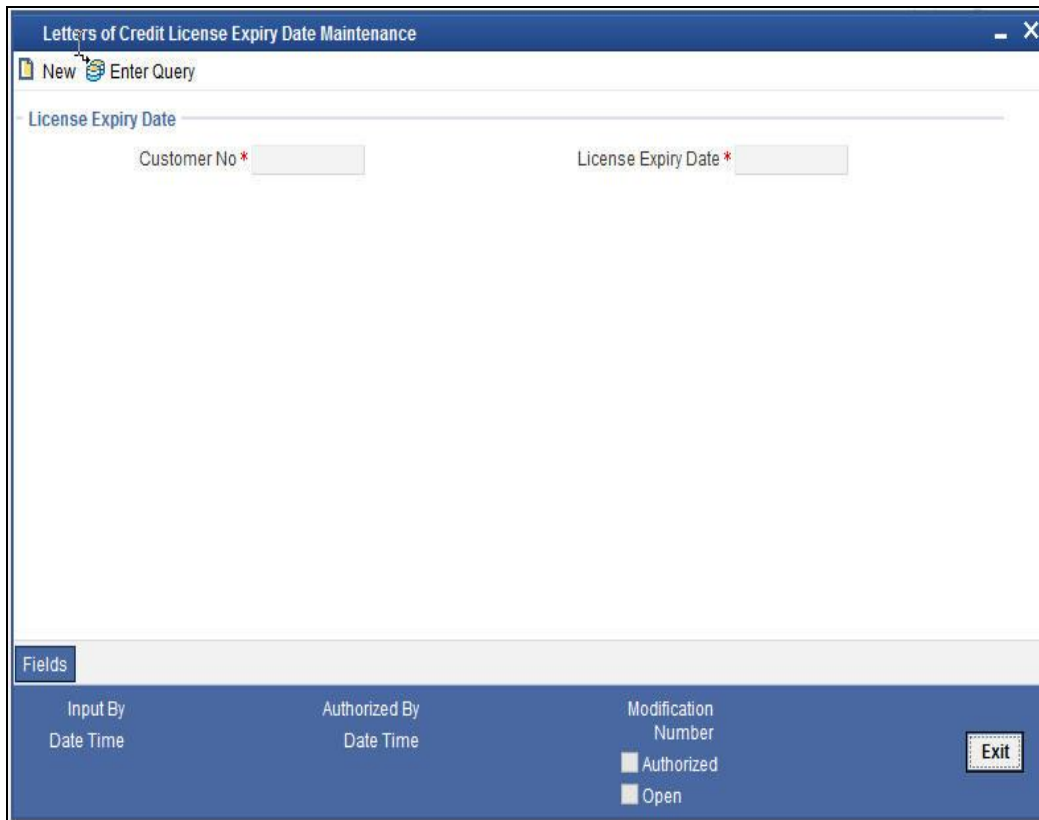 Letters of Credit License Expiry Date Maintenance
New Enter Query
License Expiry Date
Customer No * License Expiry Date *
Fields
Input By Authorized By Modification Number
Date Time Date Time
Authorized
Open
Exit